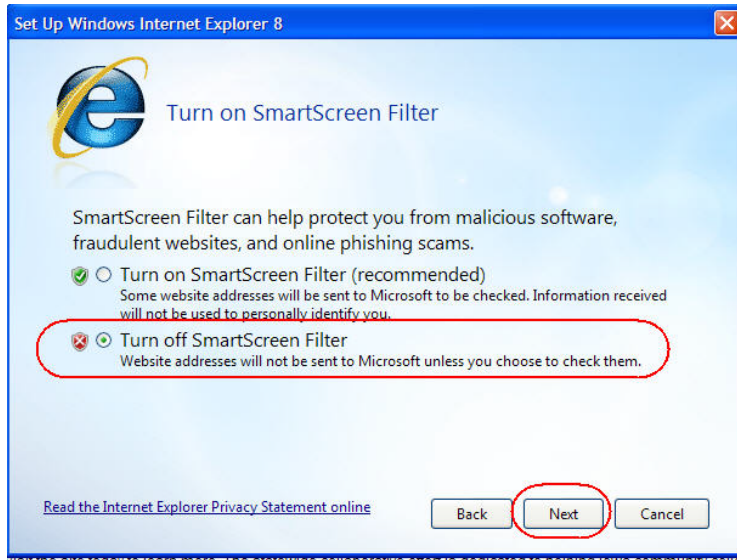 Set Up Windows Internet Explorer 8
Turn on SmartScreen Filter
SmartScreen Filter can help protect you from malicious software,
fraudulent websites, and online phishing scams.
Turn on SmartScreen Filter (recommended)
Some website addresses will be sent to Microsoft to be checked. Information received
will not be used to personally identify you.
Turn off SmartScreen Filter
Website addresses will not be sent to Microsoft unless you choose to check them.
Read the Internet Explorer Privacy Statement online
Back
Next
Cancel